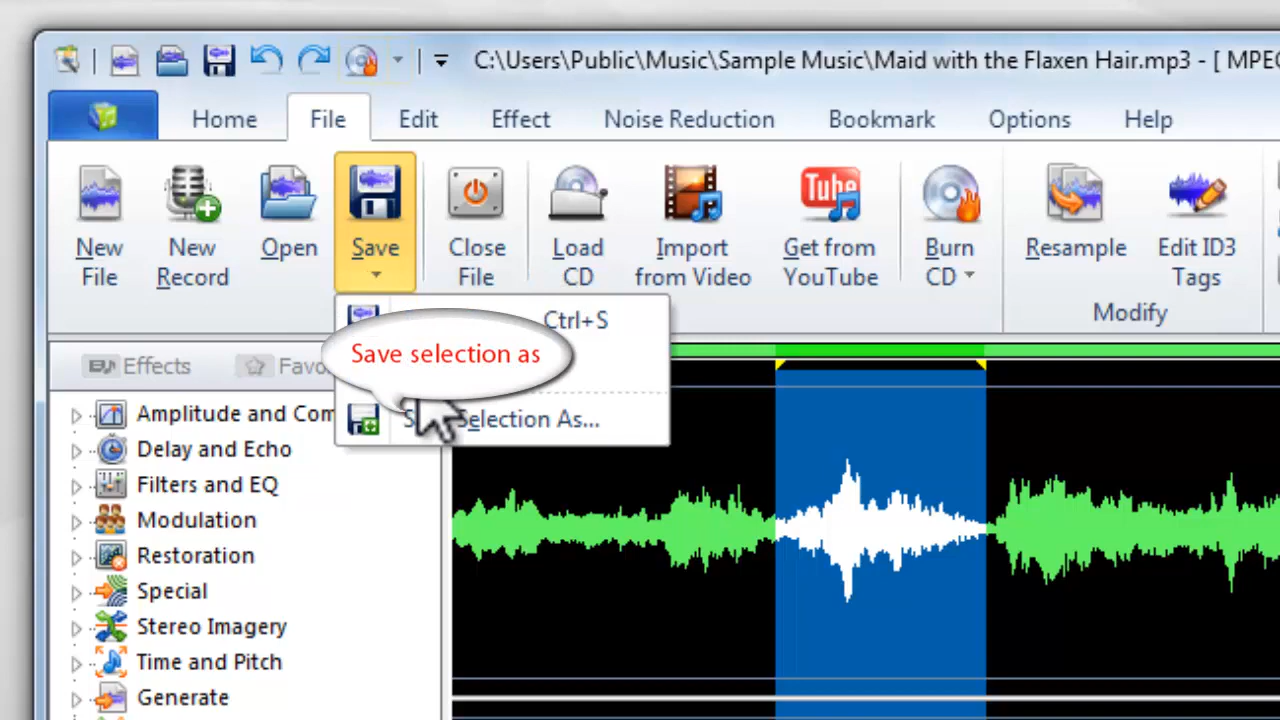 C:\Users\Public\Music\Sample Music\Maid with the Flaxen Hair.mp3 - [ MPEG
Home File Edit Effect Noise Reduction Bookmark Options Help
New File
New Record
Open
Save
Close File
Load CD
Import from Video
Tube
Get from YouTube
Burn CD
Resample
Edit ID3 Tags
Modify
Ctrl+S
Save selection as
Selection As...
Effects
Favo
Amplitude and Com
Delay and Echo
Filters and EQ
Modulation
Restoration
Special
Stereo Imagery
Time and Pitch
Generate